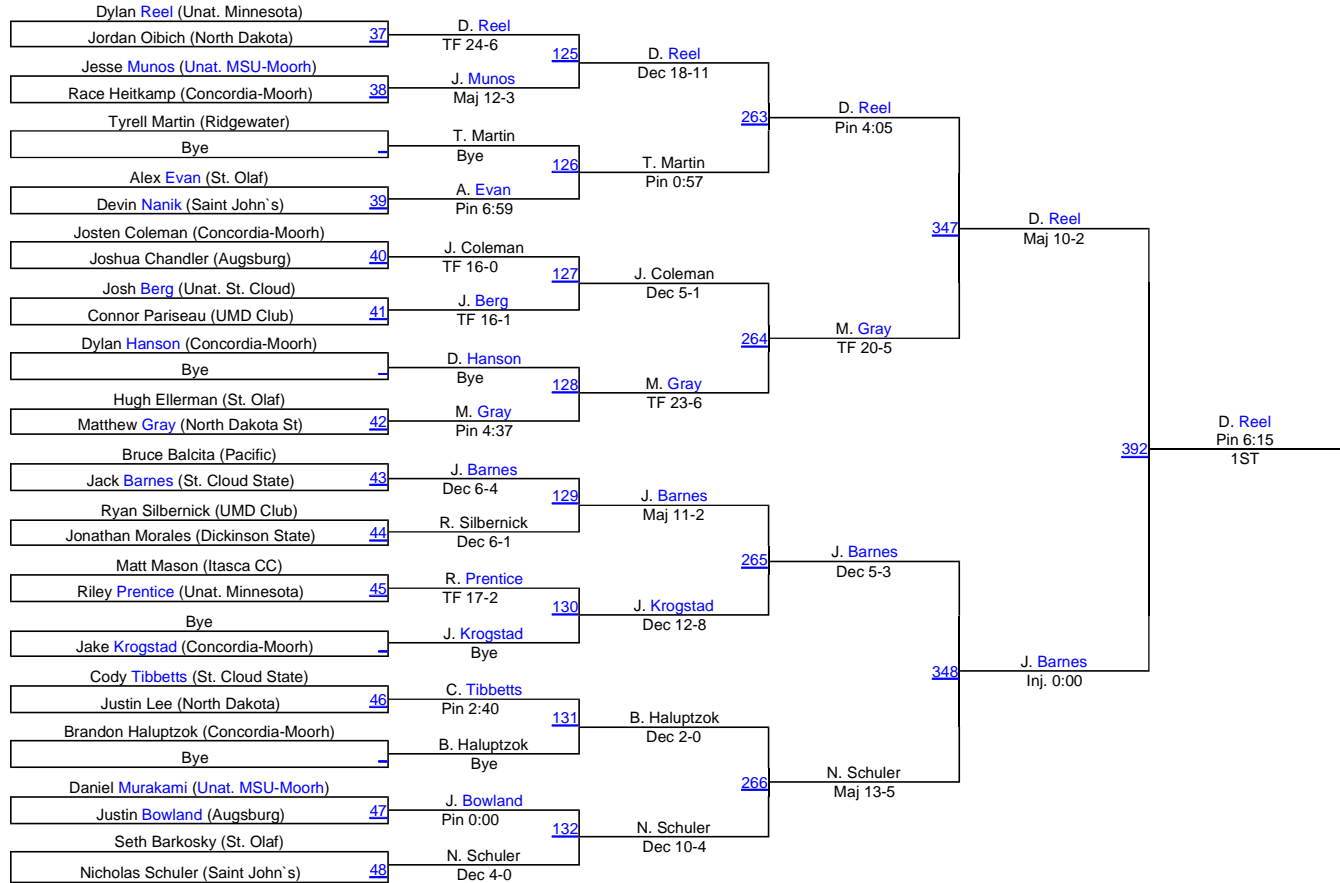 Dylan Reel (Unat. Minnesota)
Jordan Oibich (North Dakota) 37
Jesse Munos (Unat. MSU-Moorh)
Race Heitkamp (Concordia-Moorh) 38
Tyrell Martin (Ridgewater)
Bye
Alex Evan (St. Olaf)
Devin Nanik (Saint John`s) 39
Josten Coleman (Concordia-Moorh)
Joshua Chandler (Augsburg) 40
Josh Berg (Unat. St. Cloud)
Connor Pariseau (UMD Club) 41
Dylan Hanson (Concordia-Moorh)
Bye
Hugh Ellerman (St. Olaf)
Matthew Gray (North Dakota St) 42
Bruce Balcita (Pacific)
Jack Barnes (St. Cloud State) 43
Ryan Silbernick (UMD Club)
Jonathan Morales (Dickinson State) 44
Matt Mason (Itasca CC)
Riley Prentice (Unat. Minnesota) 45
Bye
Jake Krogstad (Concordia-Moorh)
Cody Tibbetts (St. Cloud State)
Justin Lee (North Dakota) 46
Brandon Haluptzok (Concordia-Moorh)
Bye
Daniel Murakami (Unat. MSU-Moorh)
Justin Bowland (Augsburg) 47
Seth Barkosky (St. Olaf)
Nicholas Schuler (Saint John`s) 48
D. Reel
TF 24-6
125
J. Munos
Maj 12-3
T. Martin
Bye
126
A. Evan
Pin 6:59
J. Coleman
TF 16-0
127
J. Berg
TF 16-1
D. Hanson
Bye
128
M. Gray
Pin 4:37
J. Barnes
Dec 6-4
129
R. Silbernick
Dec 6-1
R. Prentice
TF 17-2
130
J. Krogstad
Bye
C. Tibbetts
Pin 2:40
131
B. Haluptzok
Bye
J. Bowland
Pin 0:00
132
N. Schuler
Dec 4-0
D. Reel
Dec 18-11
263
T. Martin
Pin 0:57
J. Coleman
Dec 5-1
264
M. Gray
TF 23-6
J. Barnes
Maj 11-2
265
J. Krogstad
Dec 12-8
B. Haluptzok
Dec 2-0
266
N. Schuler
Dec 10-4
D. Reel
Pin 4:05
347
M. Gray
TF 20-5
J. Barnes
Dec 5-3
348
N. Schuler
Maj 13-5
D. Reel
Maj 10-2
392
J. Barnes
Inj. 0:00
D. Reel
Pin 6:15
1ST